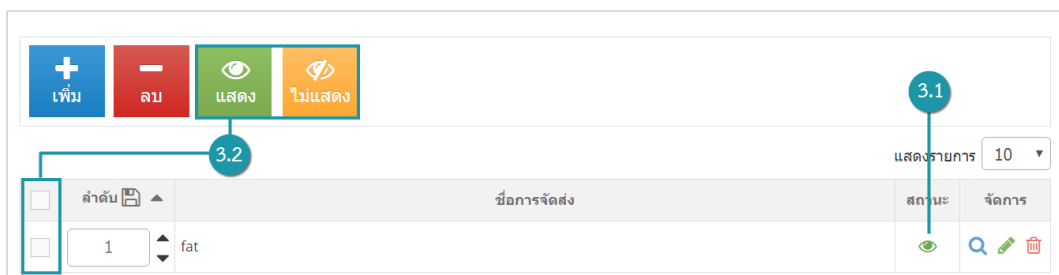 เพิ่ม ลบ แสดง ไม่แสดง
3.1
3.2
แสดงรายการ 10
ลำดับ ชื่อการจัดส่ง สถานะ จัดการ
1 fat